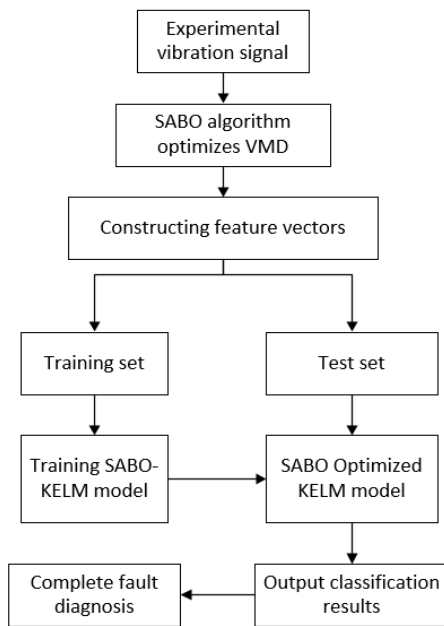 Experimental
vibration signal
SABO algorithm
optimizes VMD
Constructing feature vectors
Training set
Test set
Training SABO-
KELM model
SABO Optimized
KELM model
Complete fault
diagnosis
Output classification
results